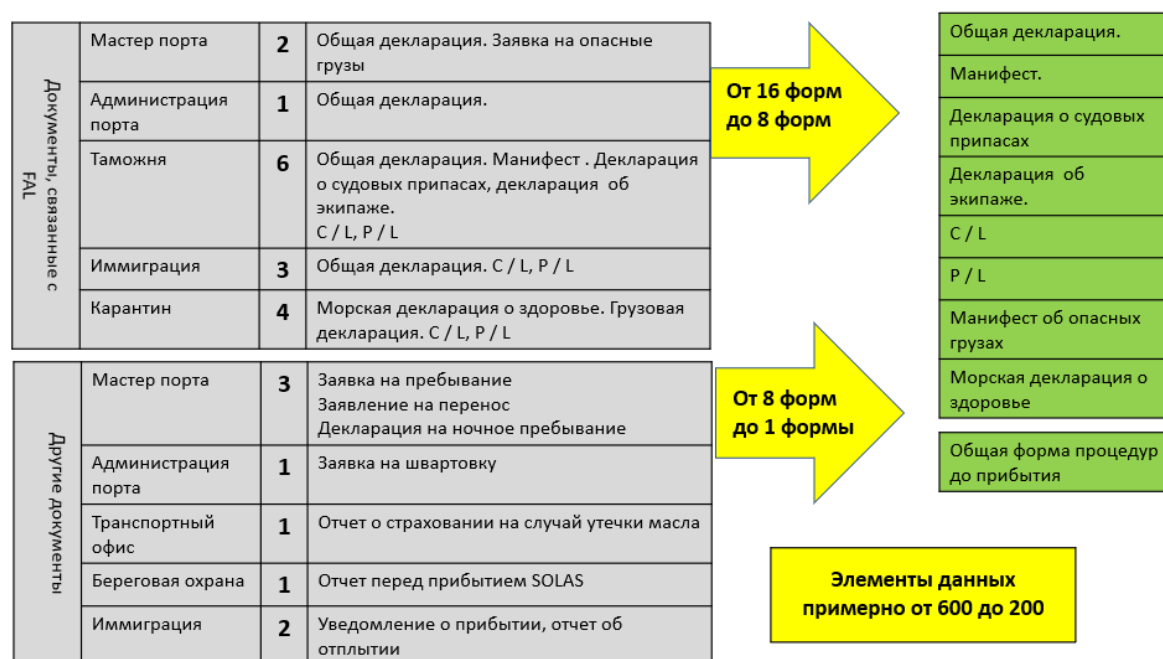 Документы, связанные с
FAL
Мастер порта
2
Общая декларация. Заявка на опасные
грузы
Администрация
порта
1
Общая декларация.
Таможня
6
Общая декларация. Манифест . Декларация
о судовых припасах, декларация  об
экипаже.
C / L, P / L
Иммиграция
3
Общая декларация. C / L, P / L
Карантин
4
Морская декларация о здоровье. Грузовая
декларация. C / L, P / L
От 16 форм
до 8 форм
Другие документы
Мастер порта
3
Заявка на пребывание
Заявление на перенос
Декларация на ночное пребывание
Администрация
порта
1
Заявка на швартовку
Транспортный
офис
1
Отчет о страховании на случай утечки масла
Береговая охрана
1
Отчет перед прибытием SOLAS
Иммиграция
2
Уведомление о прибытии, отчет об
отплытии
От 8 форм
до 1 формы
Общая декларация.
Манифест.
Декларация о судовых
припасах
Декларация  об
экипаже.
C / L
P / L
Манифест об опасных
грузах
Морская декларация о
здоровье
Общая форма процедур
до прибытия
Элементы данных
примерно от 600 до 200